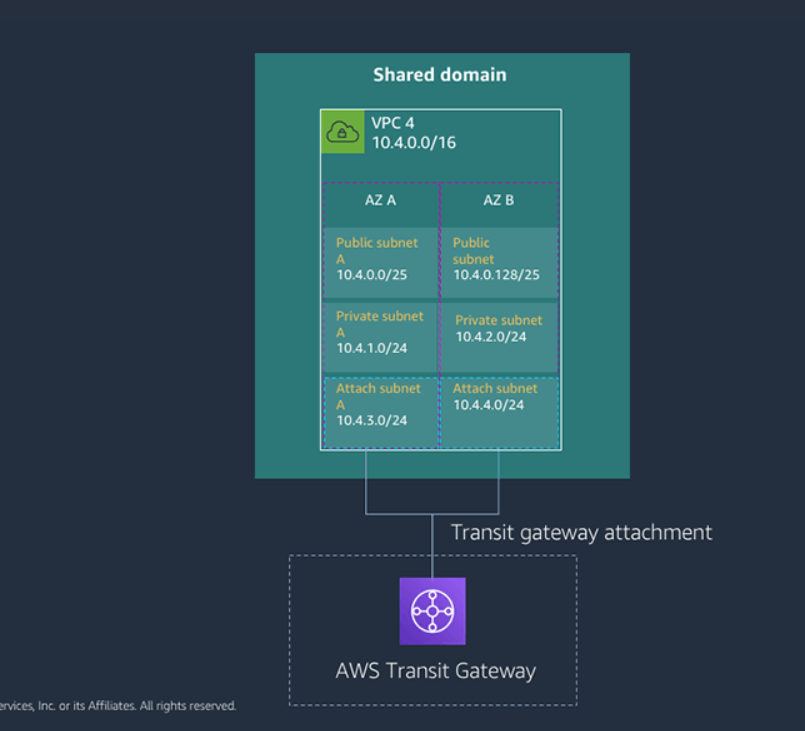 Shared domain
VPC 4
10.4.0.0/16
AZ A
AZ B
Public subnet
A
10.4.0.0/25
Public
subnet
10.4.0.128/25
Private subnet
A
10.4.1.0/24
Private subnet
10.4.2.0/24
Attach subnet
A
10.4.3.0/24
Attach subnet
10.4.4.0/24
Transit gateway attachment
AWS Transit Gateway
ervices, Inc. or its Affiliates. All rights reserved.